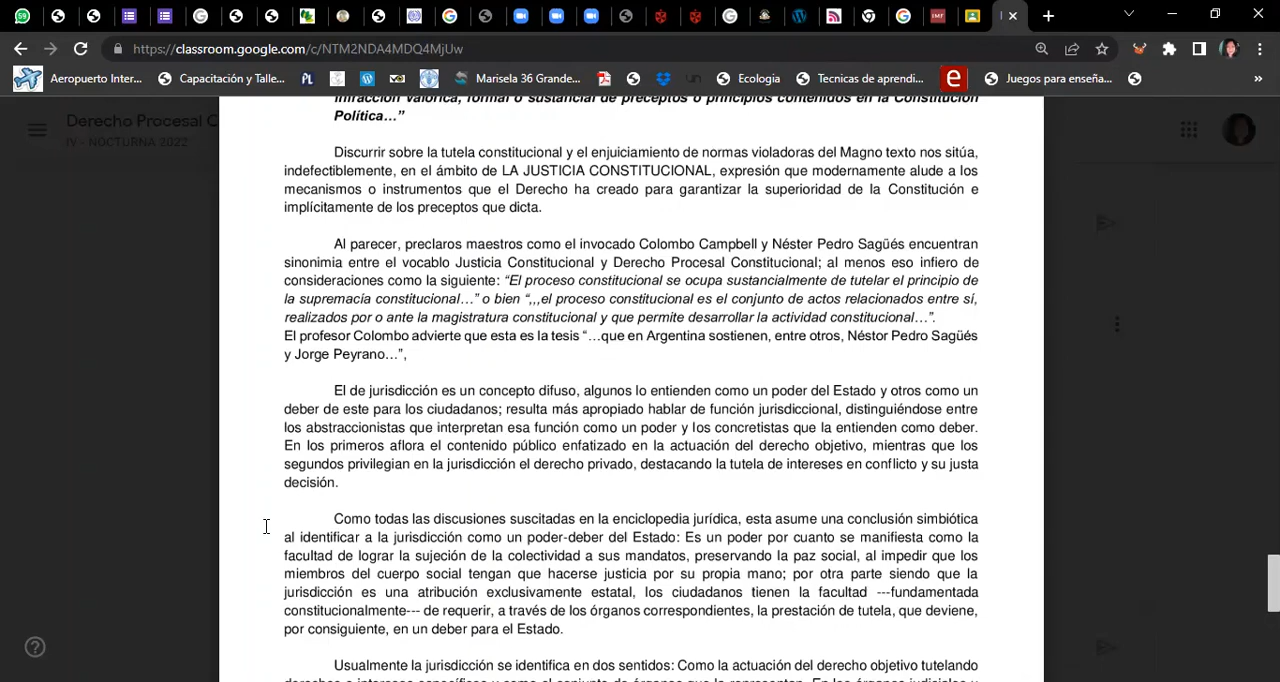 https://classroom.google.com/c/NTM2NDA4MDQ4MjUw
Aeropuerto Inter...
Capacitación y Talle...
PL
Marisela 36 Grande...
Ecologia
Tecnicas de aprendi...
e
Juegos para enseña...
»
Derecho Procesal C
IV - NOCTURNA 2022
infracción valórica, formal o sustancial de preceptos o principios contenidos en la Constitución
Política…”
Discurrir sobre la tutela constitucional y el enjuiciamiento de normas violadoras del Magno texto nos sitúa,
indefectiblemente, en el ámbito de LA JUSTICIA CONSTITUCIONAL, expresión que modernamente alude a los
mecanismos o instrumentos que el Derecho ha creado para garantizar la superioridad de la Constitución e
implícitamente de los preceptos que dicta.
Al parecer, preclaros maestros como el invocado Colombo Campbell y Néster Pedro Sagüés encuentran
sinonimia entre el vocablo Justicia Constitucional y Derecho Procesal Constitucional; al menos eso infiero de
consideraciones como la siguiente: “El proceso constitucional se ocupa sustancialmente de tutelar el principio de
la supremacía constitucional…” o bien “,,,el proceso constitucional es el conjunto de actos relacionados entre sí,
realizados por o ante la magistratura constitucional y que permite desarrollar la actividad constitucional…”.
El profesor Colombo advierte que esta es la tesis “…que en Argentina sostienen, entre otros, Néstor Pedro Sagüés
y Jorge Peyrano…”,
El de jurisdicción es un concepto difuso, algunos lo entienden como un poder del Estado y otros como un
deber de este para los ciudadanos; resulta más apropiado hablar de función jurisdiccional, distinguiéndose entre
los abstraccionistas que interpretan esa función como un poder y los concretistas que la entienden como deber.
En los primeros aflora el contenido público enfatizado en la actuación del derecho objetivo, mientras que los
segundos privilegian en la jurisdicción el derecho privado, destacando la tutela de intereses en conflicto y su justa
decisión.
Como todas las discusiones suscitadas en la enciclopedia jurídica, esta asume una conclusión simbiótica
al identificar a la jurisdicción como un poder-deber del Estado: Es un poder por cuanto se manifiesta como la
facultad de lograr la sujeción de la colectividad a sus mandatos, preservando la paz social, al impedir que los
miembros del cuerpo social tengan que hacerse justicia por su propia mano; por otra parte siendo que la
jurisdicción es una atribución exclusivamente estatal, los ciudadanos tienen la facultad ---fundamentada
constitucionalmente--- de requerir, a través de los órganos correspondientes, la prestación de tutela, que deviene,
por consiguiente, en un deber para el Estado.
Usualmente la jurisdicción se identifica en dos sentidos: Como la actuación del derecho objetivo tutelando